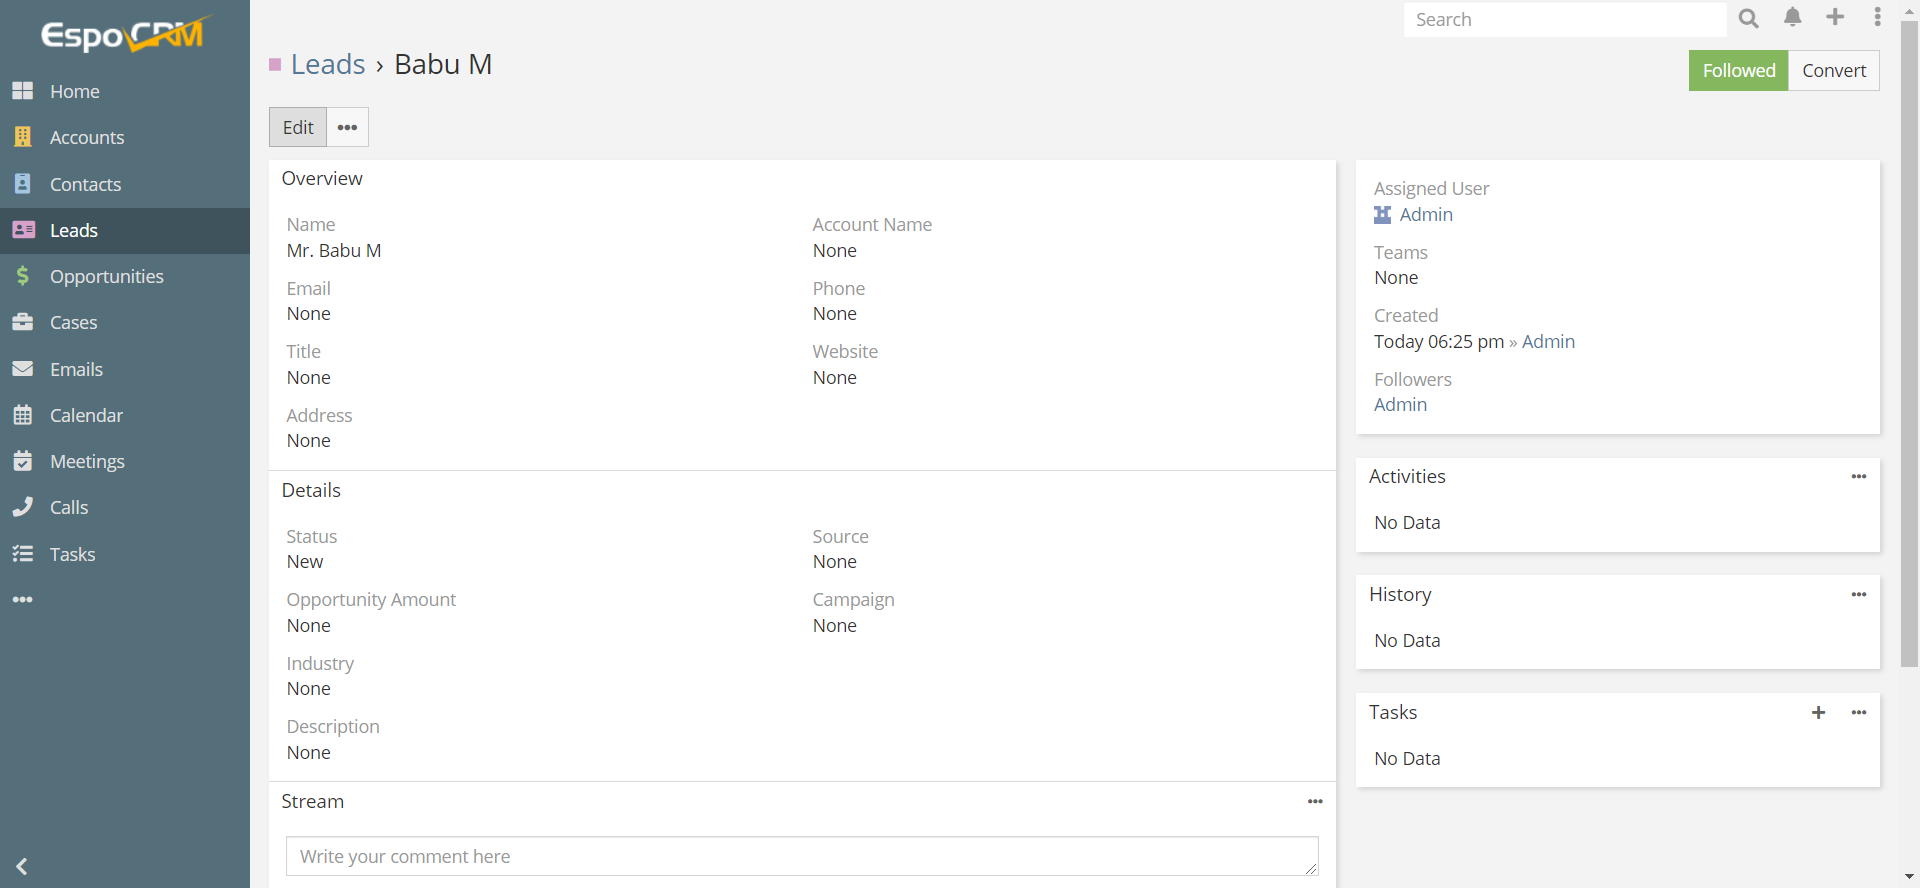 EspoCRM
Home
Accounts
Contacts
Leads
Opportunities
Cases
Emails
Calendar
Meetings
Calls
Tasks
Search
Leads › Babu M
Followed
Convert
Edit
Overview
Name
Mr. Babu M
Account Name
None
Email
None
Phone
None
Title
None
Website
None
Address
None
Details
Status
New
Source
None
Opportunity Amount
None
Campaign
None
Industry
None
Description
None
Stream
Write your comment here
Assigned User
Admin
Teams
None
Created
Today 06:25 pm » Admin
Followers
Admin
Activities
No Data
History
No Data
Tasks
No Data